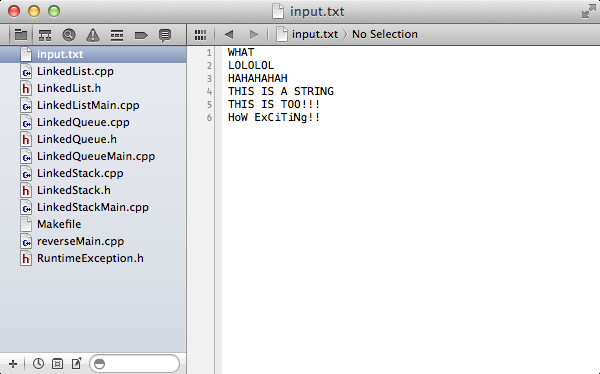 input.txt
input.txt › No Selection
input.txt
LinkedList.cpp
LinkedList.h
LinkedListMain.cpp
LinkedQueue.cpp
LinkedQueue.h
LinkedQueueMain.cpp
LinkedStack.cpp
LinkedStack.h
LinkedStackMain.cpp
Makefile
reverseMain.cpp
RuntimeException.h
1 WHAT
2 LOLOLOL
3 HAHAHAHAH
4 THIS IS A STRING
5 THIS IS TOO!!!
6 HoW ExCiTiNg!!